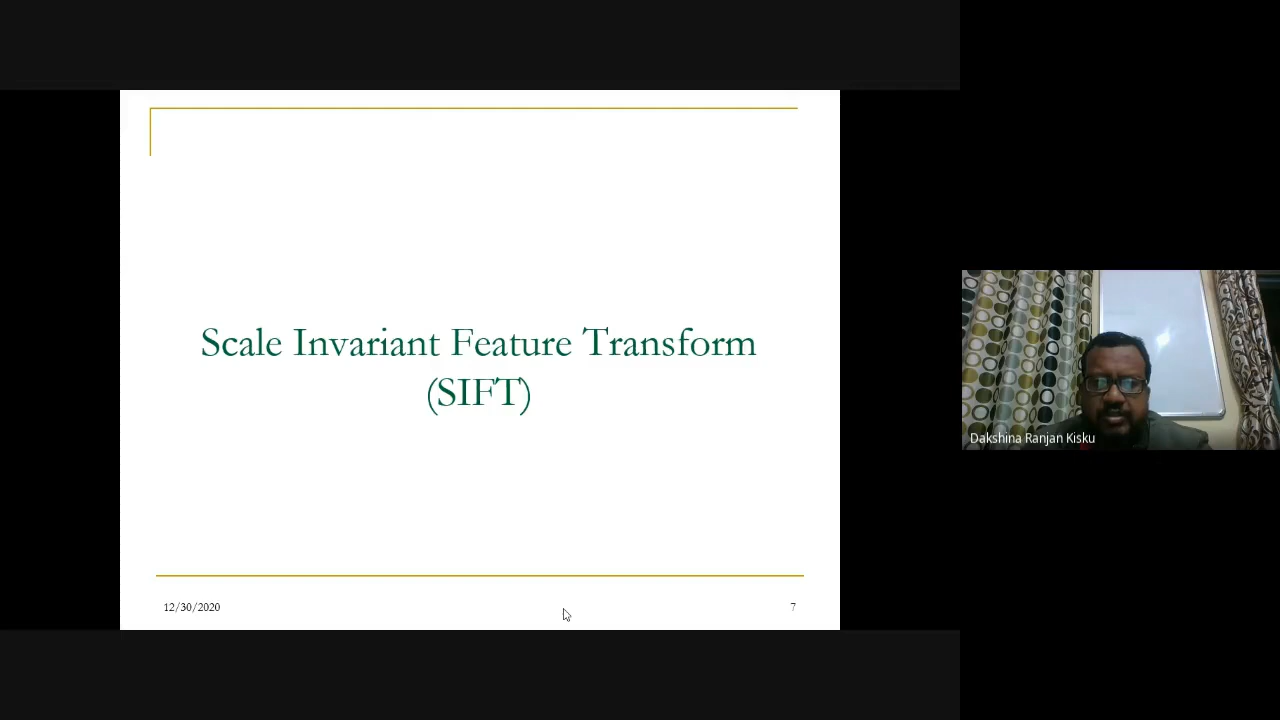 Scale Invariant Feature Transform
(SIFT)
12/30/2020
7
Dakshina Ranjan Kisku